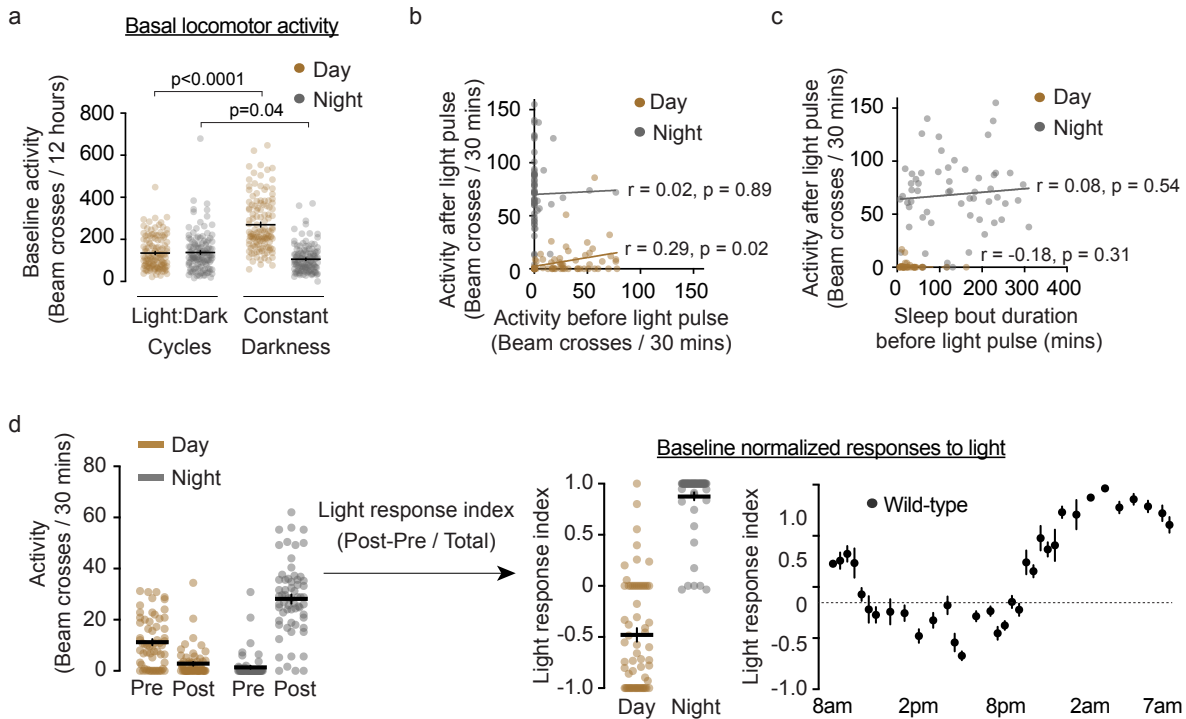 a
Basal locomotor activity
Day
Night
p<0.0001
p=0.04
Baseline activity
(Beam crosses / 12 hours)
800
600
400
200
0
Light:Dark
Cycles
Constant
Darkness
b
Day
Night
Activity after light pulse
(Beam crosses / 30 mins)
150
100
50
0
r = 0.02, p = 0.89
r = 0.29, p = 0.02
0 50 100 150
Activity before light pulse
(Beam crosses / 30 mins)
c
Day
Night
Activity after light pulse
(Beam crosses / 30 mins)
150
100
50
0
r = 0.08, p = 0.54
r = -0.18, p = 0.31
0 100 200 300 400
Sleep bout duration
before light pulse (mins)
d
Day
Night
Activity
(Beam crosses / 30 mins)
80
60
40
20
0
Pre Post Pre Post
Light response index
(Post-Pre / Total)
Baseline normalized responses to light
Light response index
1.0
0.5
0
-0.5
-1.0
Day Night
Light response index
Wild-type
1.0
0.5
0
-0.5
-1.0
8am 2pm 8pm 2am 7am